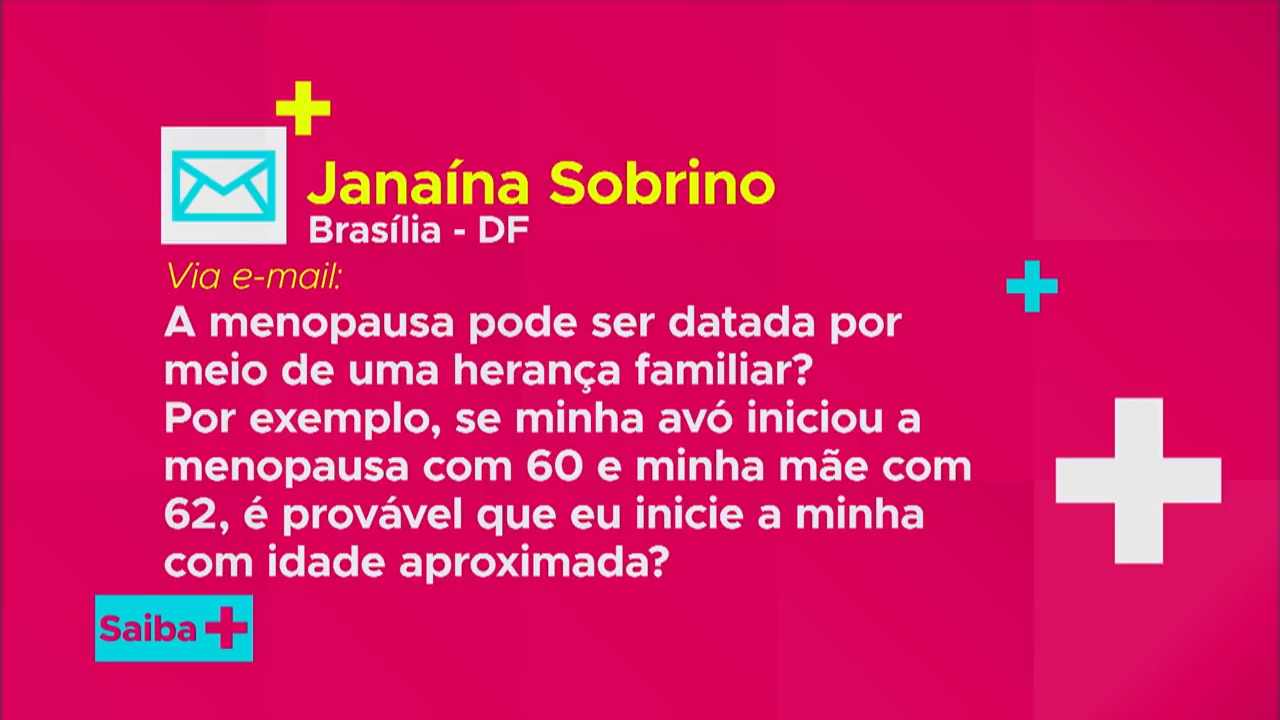 Janaína Sobrino
Brasília - DF
Via e-mail:
A menopausa pode ser datada por
meio de uma herança familiar?
Por exemplo, se minha avó iniciou a
menopausa com 60 e minha mãe com
62, é provável que eu inicie a minha
com idade aproximada?
Saiba+